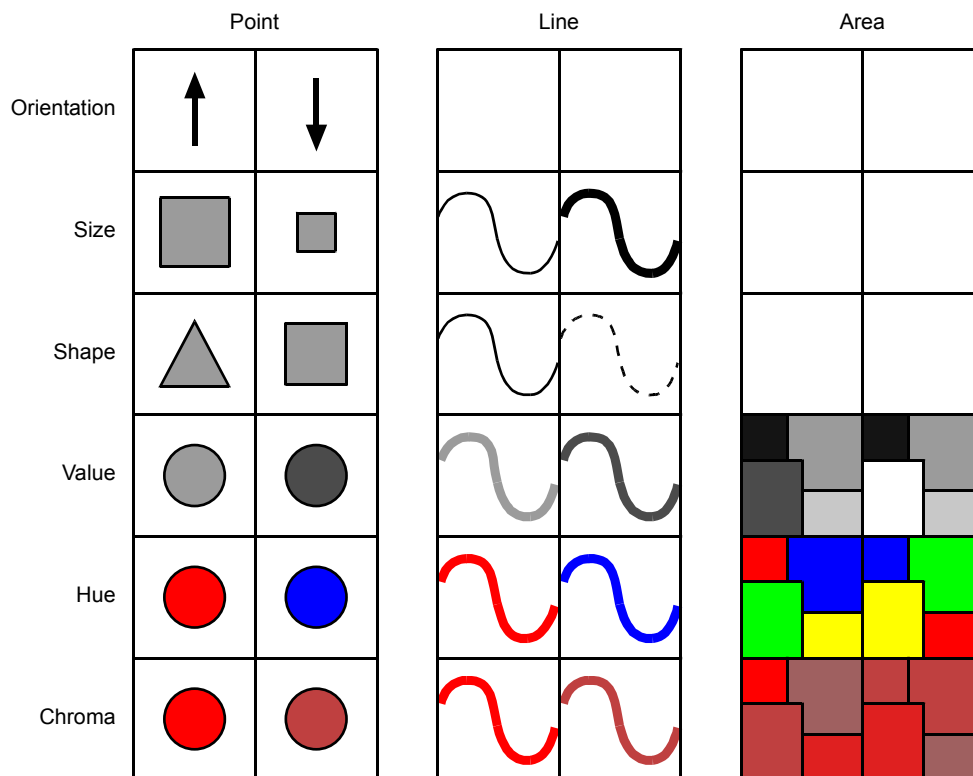 Point
Line
Area
Orientation
Size
Shape
Value
Hue
Chroma